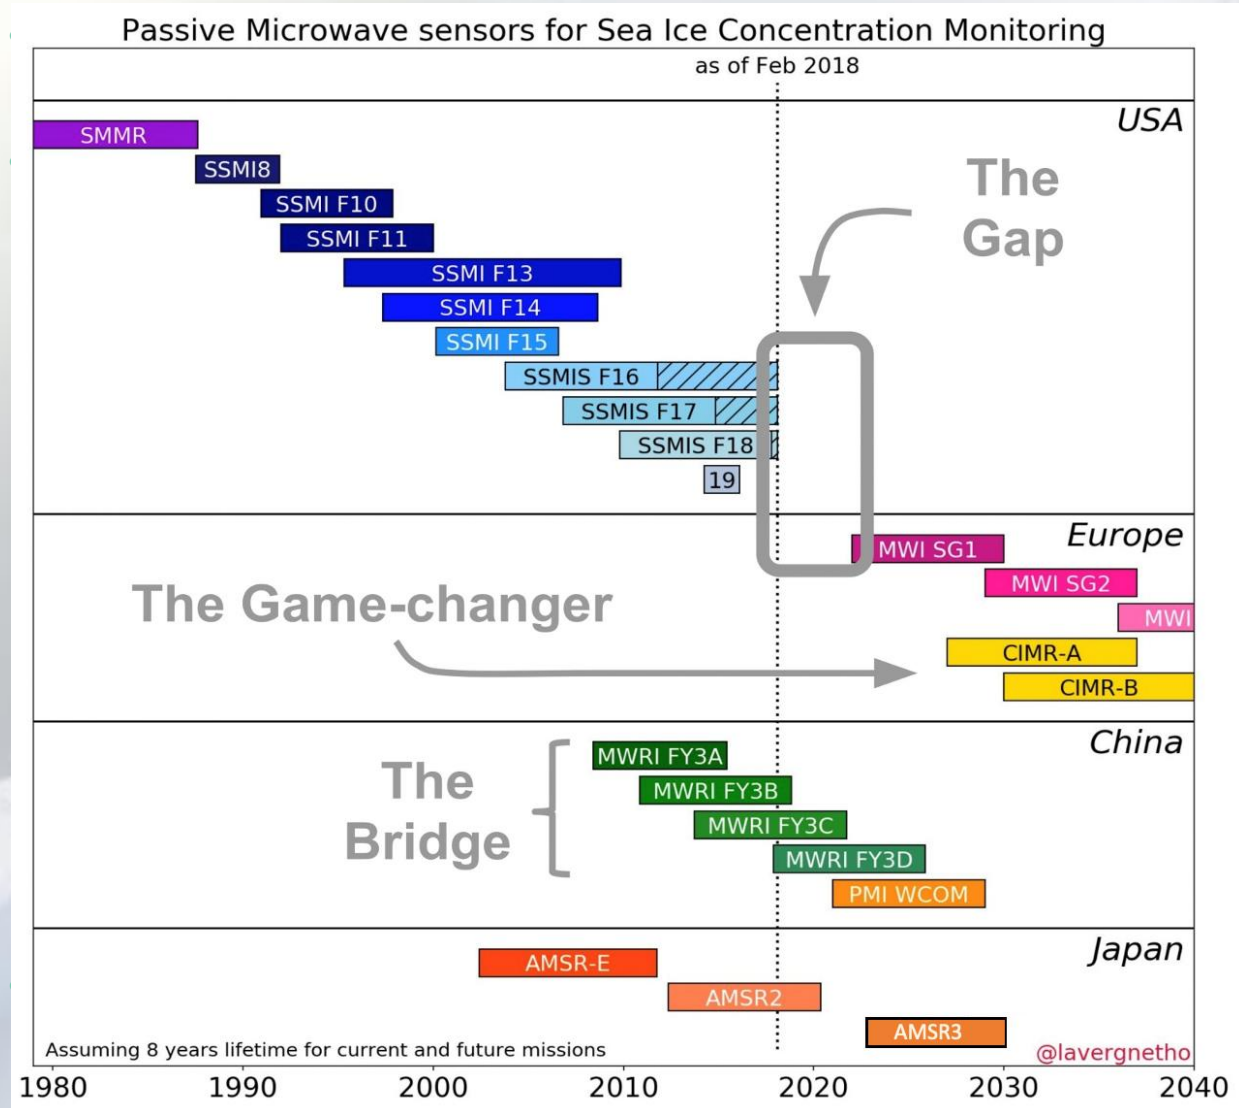 Passive Microwave sensors for Sea Ice Concentration Monitoring
as of Feb 2018
USA
SMMR
SSMI8
SSMI F10
SSMI F11
SSMI F13
SSMI F14
SSMI F15
SSMIS F16
SSMIS F17
SSMIS F18
19
The
Gap
Europe
MWI SG1
MWI SG2
MWI
CIMR-A
CIMR-B
The Game-changer
China
MWRI FY3A
MWRI FY3B
MWRI FY3C
MWRI FY3D
PMI WCOM
The
Bridge
Japan
AMSR-E
AMSR2
AMSR3
Assuming 8 years lifetime for current and future missions
@lavergnetho
1980 1990 2000 2010 2020 2030 2040